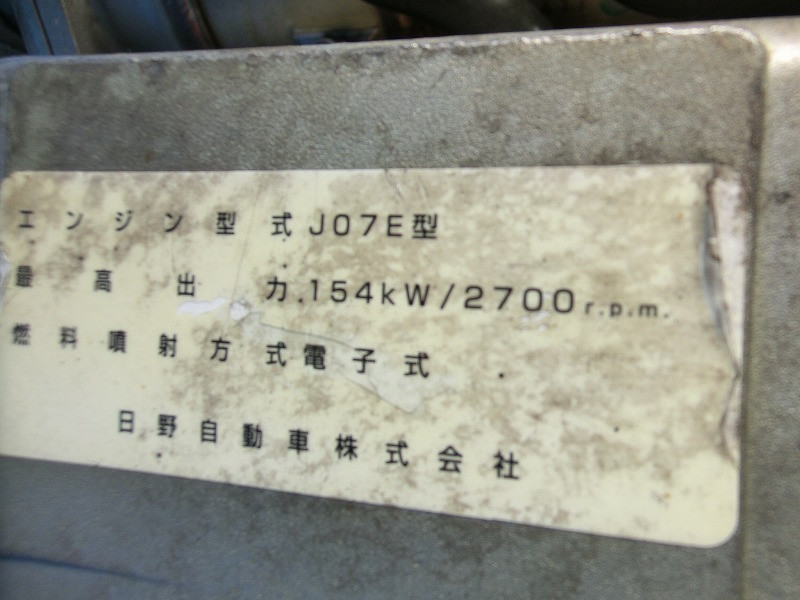 エンジン型式 J07E型
最高出力 154kW/2700r.p.m.
燃料噴射方式 電子式
日野自動車株式会社